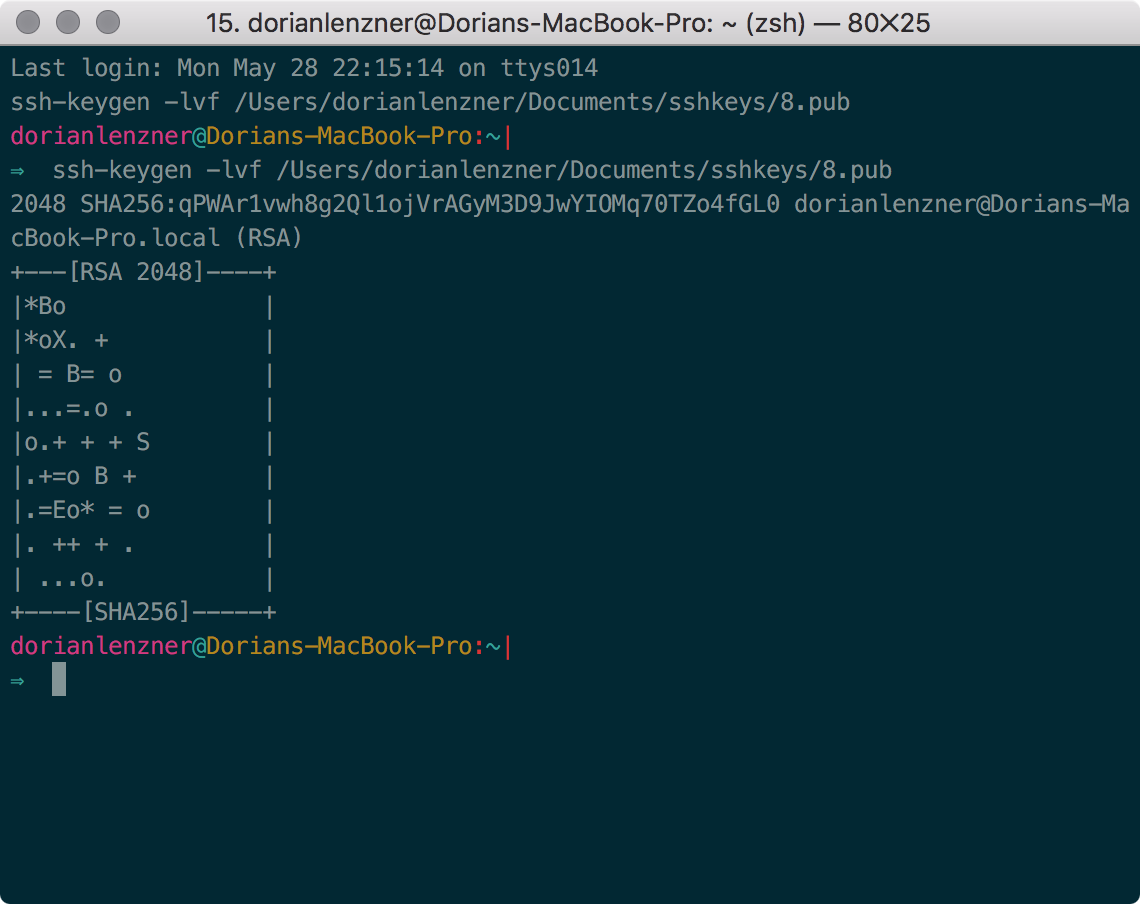 15. dorianlenzner@Dorians-MacBook-Pro: ~ (zsh) — 80×25
Last login: Mon May 28 22:15:14 on ttys014
ssh-keygen -lvf /Users/dorianlenzner/Documents/sshkeys/8.pub
dorianlenzner@Dorians-MacBook-Pro:~|
⇒  ssh-keygen -lvf /Users/dorianlenzner/Documents/sshkeys/8.pub
2048 SHA256:qPWAr1vwh8g2Ql1ojVrAGyM3D9JwYIOMq70TZo4fGL0 dorianlenzner@Dorians-Ma
cBook-Pro.local (RSA)
+---[RSA 2048]----+
|*Bo              |
|*oX. +           |
| = B= o          |
|...=.o .         |
|o.+ + + S        |
|.+=o B +         |
|.=Eo* = o        |
|. ++ + .         |
| ...o.           |
+----[SHA256]-----+
dorianlenzner@Dorians-MacBook-Pro:~|
⇒